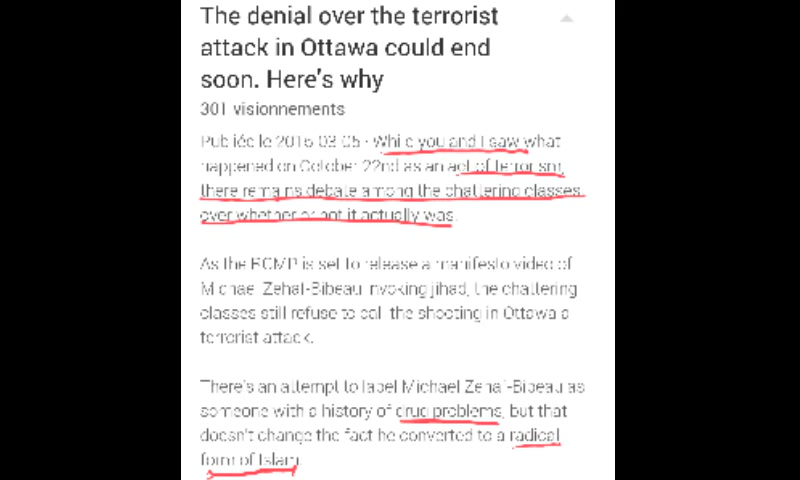 The denial over the terrorist
attack in Ottawa could end
soon. Here's why
301 visionnements
Publiée le 2015-03-05 · While you and I saw what
happened on October 22nd as an act of terrorism,
there remains debate among the chattering classes
over whether or not it actually was.
As the RCMP is set to release a manifesto video of
Michael Zehaf-Bibeau invoking jihad, the chattering
classes still refuse to call the shooting in Ottawa a
terrorist attack.
There's an attempt to label Michael Zehaf-Bibeau as
someone with a history of drug problems, but that
doesn't change the fact he converted to a radical
form of Islam.